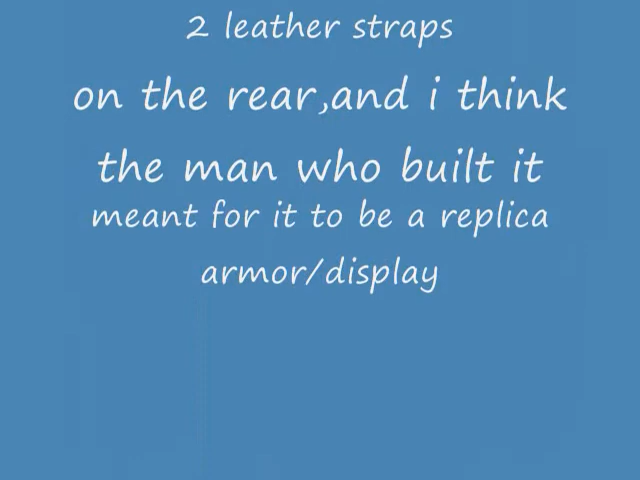 2 leather straps
on the rear,and i think
the man who built it
meant for it to be a replica
armor/display